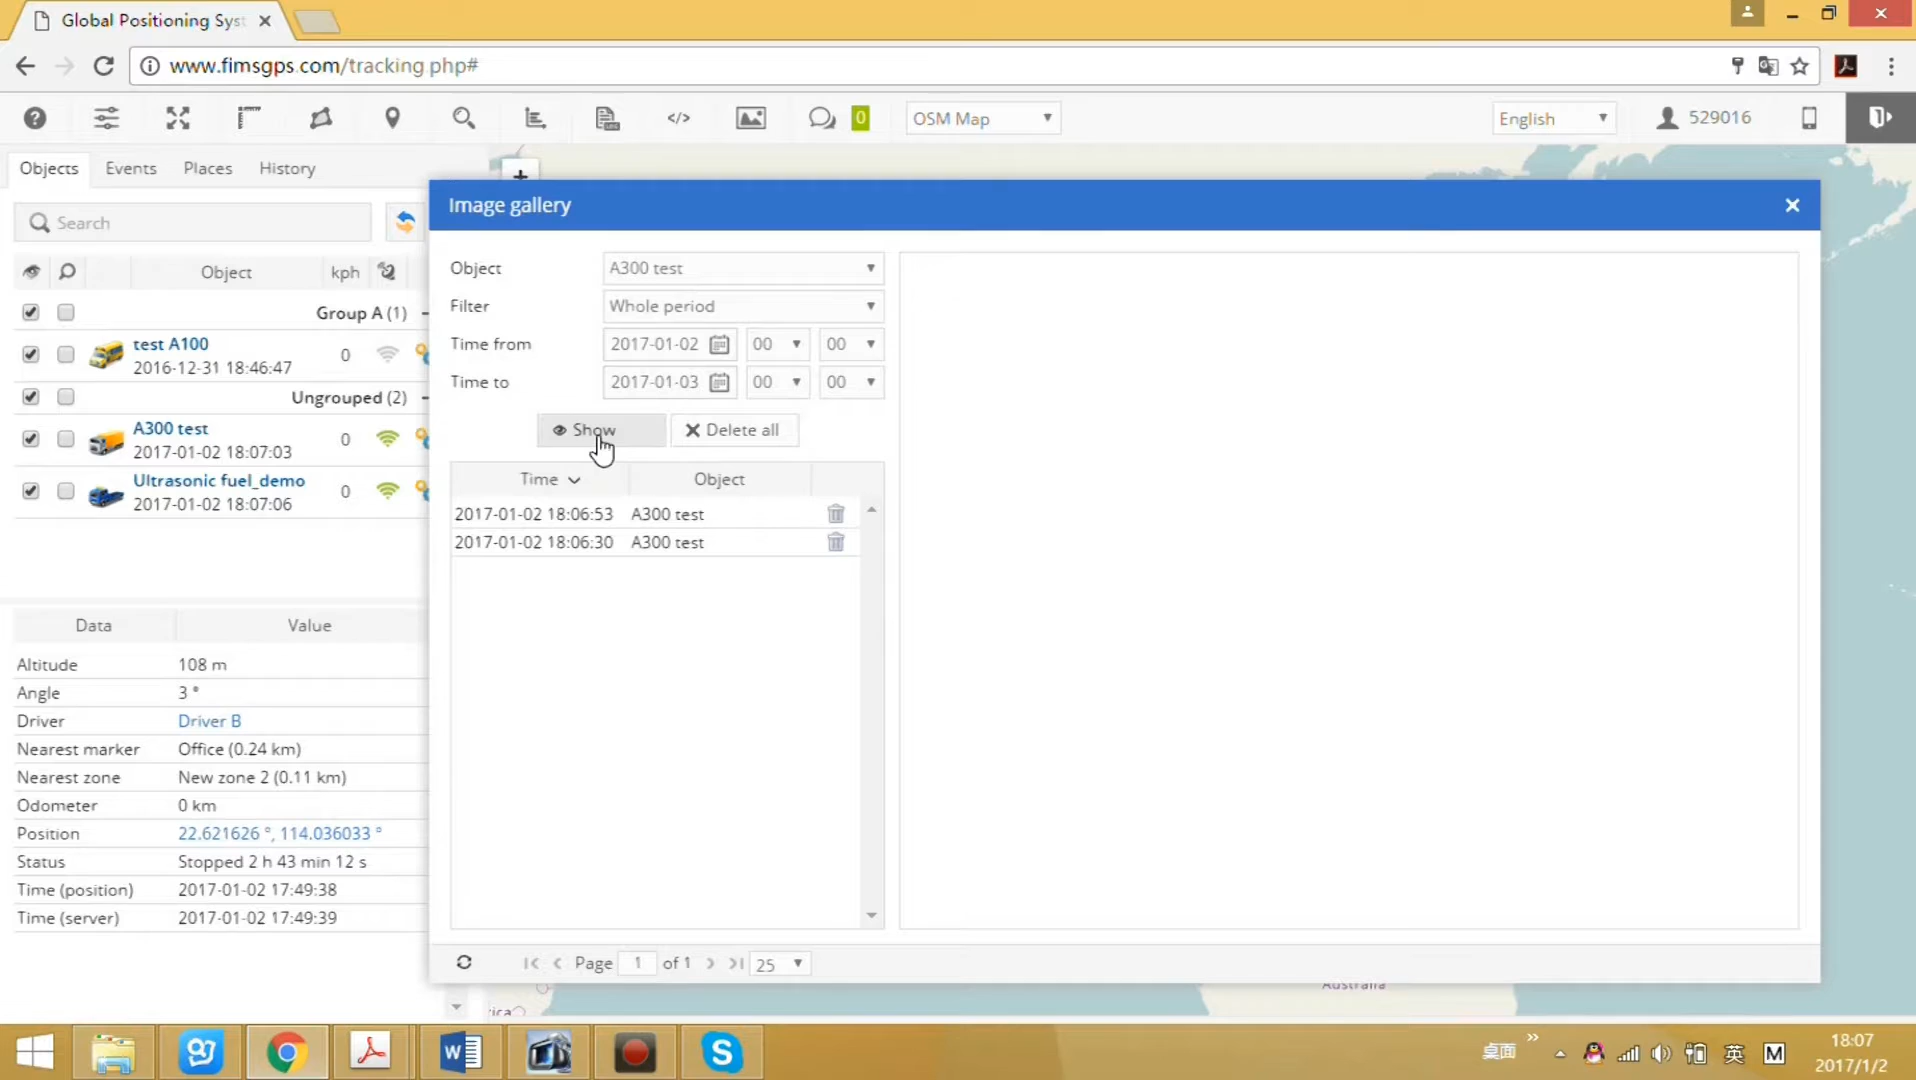 Global Positioning Syst
www.fimsgps.com/tracking.php#
0
OSM Map
English
529016
Objects
Events
Places
History
Search
Object
kph
Group A (1)
test A100
2016-12-31 18:46:47
0
Ungrouped (2)
A300 test
2017-01-02 18:07:03
0
Ultrasonic fuel_demo
2017-01-02 18:07:06
0
Data
Value
Altitude
108 m
Angle
3 °
Driver
Driver B
Nearest marker
Office (0.24 km)
Nearest zone
New zone 2 (0.11 km)
Odometer
0 km
Position
22.621626 °, 114.036033 °
Status
Stopped 2 h 43 min 12 s
Time (position)
2017-01-02 17:49:38
Time (server)
2017-01-02 17:49:39
Image gallery
Object
A300 test
Filter
Whole period
Time from
2017-01-02
00
00
Time to
2017-01-03
00
00
Show
Delete all
Time
Object
2017-01-02 18:06:53
A300 test
2017-01-02 18:06:30
A300 test
Page 1 of 1
25
Australia
rica
桌面
英
M
18:07
2017/1/2